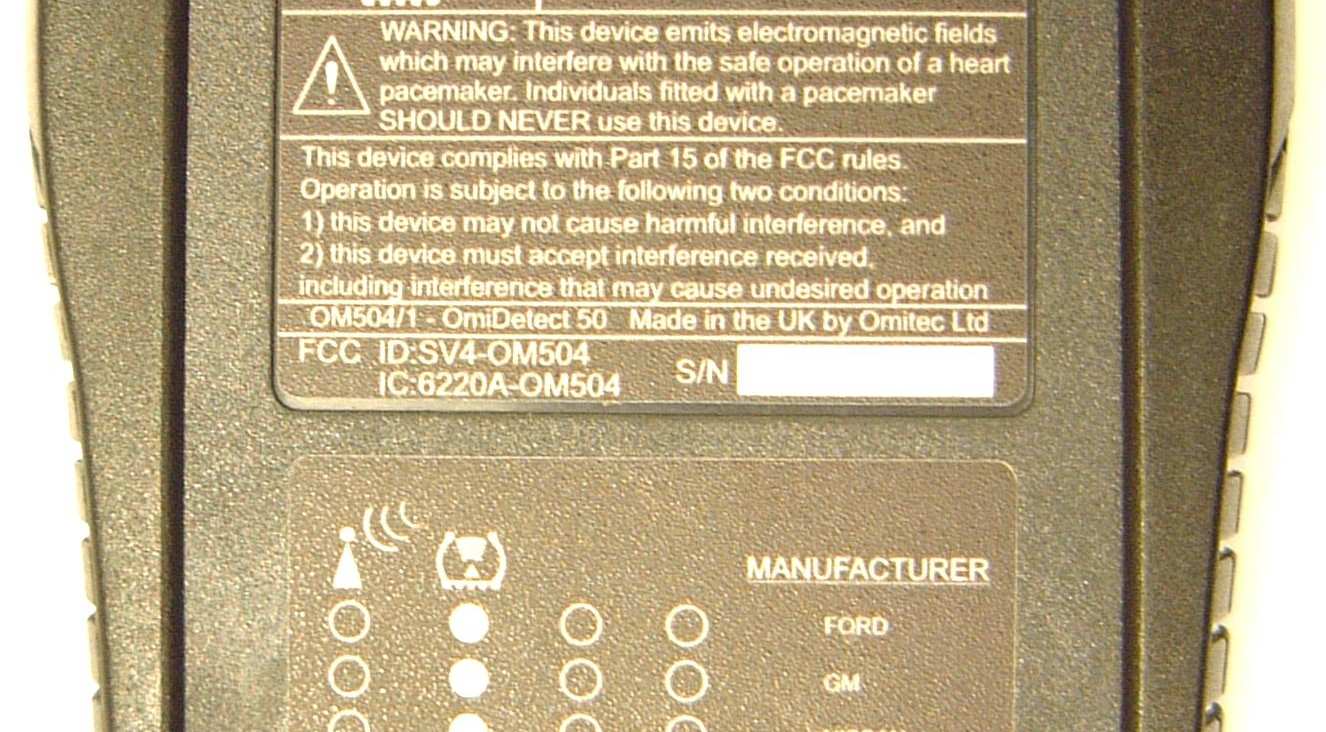 WARNING: This device emits electromagnetic fields
which may interfere with the safe operation of a heart
pacemaker. Individuals fitted with a pacemaker
SHOULD NEVER use this device.
This device complies with Part 15 of the FCC rules.
Operation is subject to the following two conditions:
1) this device may not cause harmful interference, and
2) this device must accept interference received,
including interference that may cause undesired operation
OM504/1 - OmiDetect 50 Made in the UK by Omitec Ltd
FCC ID:SV4-OM504
IC:6220A-OM504
S/N
MANUFACTURER
FORD
GM